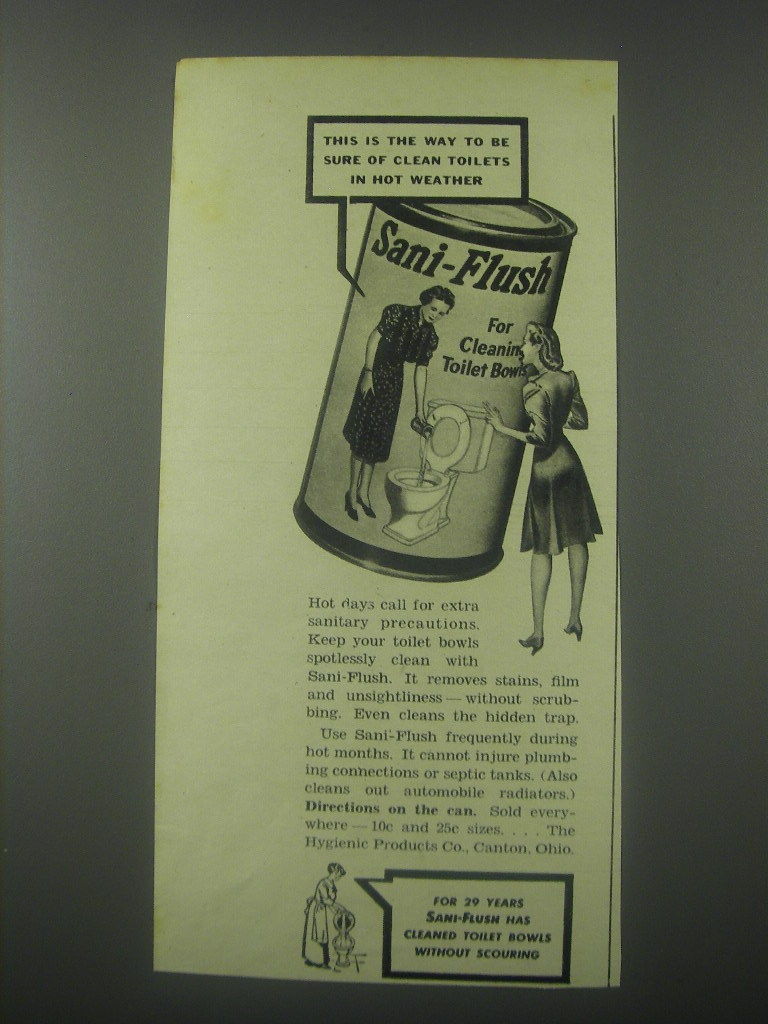 THIS IS THE WAY TO BE
SURE OF CLEAN TOILETS
IN HOT WEATHER
Sani-Flush
For
Cleanin
Toilet Bowls
Hot days call for extra
sanitary precautions.
Keep your toilet bowls
spotlessly clean with
Sani-Flush. It removes stains, film
and unsightliness — without scrub-
bing. Even cleans the hidden trap.
Use Sani-Flush frequently during
hot months. It cannot injure plumb-
ing connections or septic tanks. (Also
cleans out automobile radiators.)
Directions on the can. Sold every-
where — 10c and 25c sizes. . . . The
Hygienic Products Co., Canton, Ohio.
FOR 29 YEARS
SANI-FLUSH HAS
CLEANED TOILET BOWLS
WITHOUT SCOURING